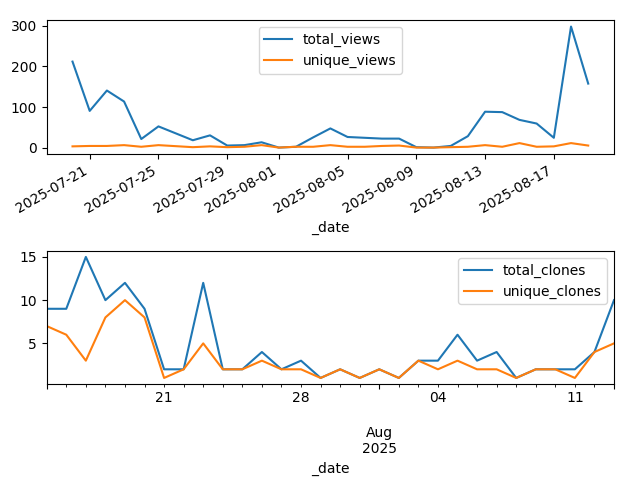 300
200
100
0
total_views
unique_views
2025-07-21
2025-07-25
2025-07-29
2025-08-01
2025-08-05
2025-08-09
2025-08-13
2025-08-17
_date
15
10
5
total_clones
unique_clones
21
28
04
11
Aug
2025
_date